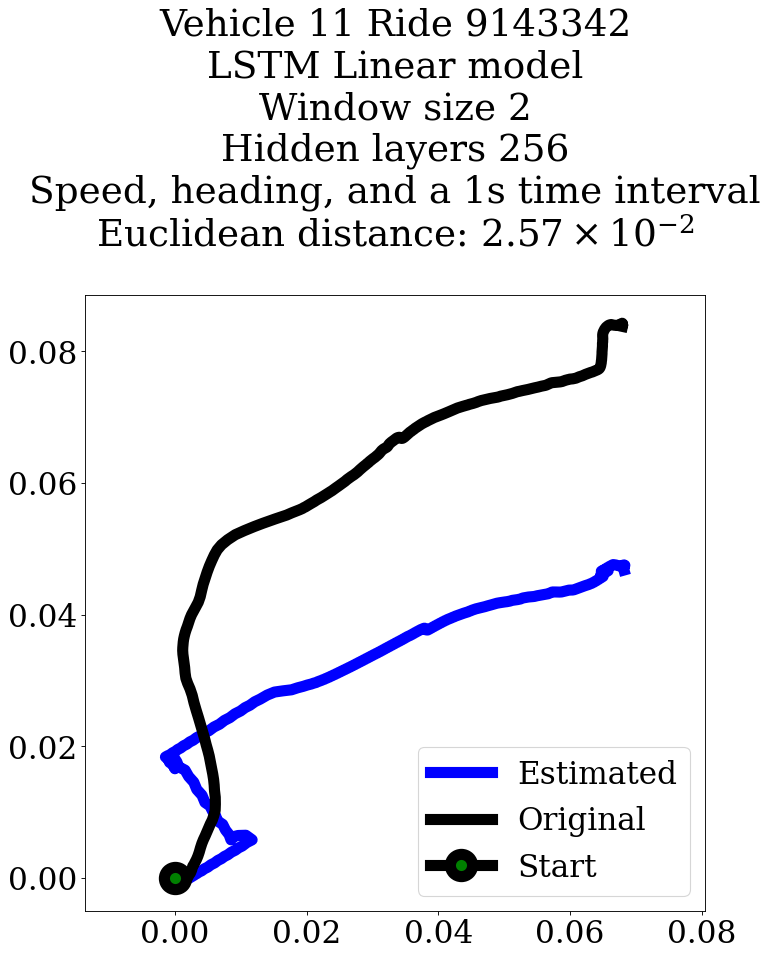 Vehicle 11 Ride 9143342
LSTM Linear model
Window size 2
Hidden layers 256
Speed, heading, and a 1s time interval
Euclidean distance: 2.57 × 10⁻²
0.08
0.06
0.04
0.02
0.00
Estimated
Original
Start
0.00 0.02 0.04 0.06 0.08